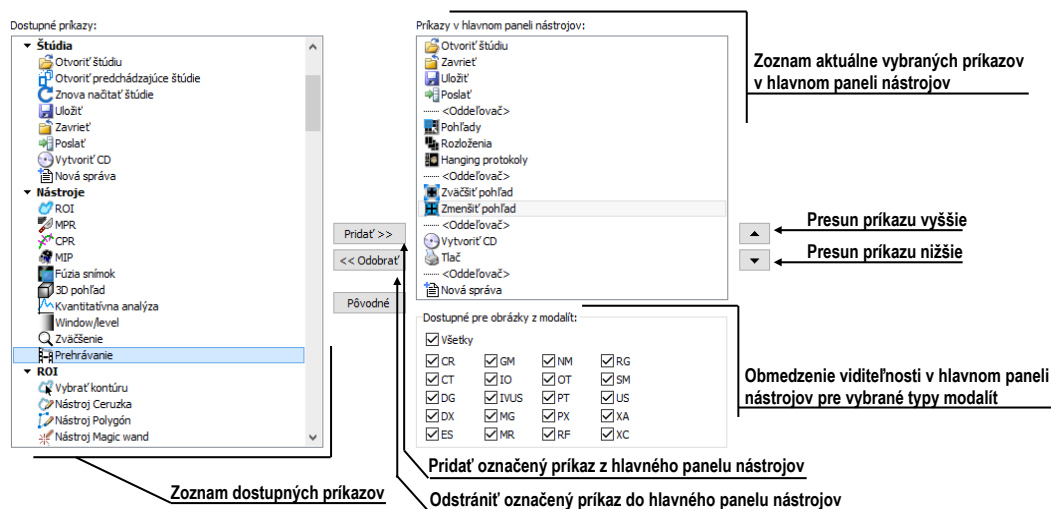 Dostupné príkazy:
Štúdia
Otvoriť štúdiu
Otvoriť predchádzajúce štúdie
Znova načítať štúdie
Uložiť
Zavrieť
Poslať
Vytvoriť CD
Nová správa
Nástroje
ROI
MPR
CPR
MIP
Fúzia snímok
3D pohľad
Kvantitatívna analýza
Window/level
Zväčšenie
Prehrávanie
ROI
Vybrať kontúru
Nástroj Ceruzka
Nástroj Polygón
Nástroj Magic wand
Zoznam dostupných príkazov
Pridať >>
<< Odobrať
Pôvodné
Príkazy v hlavnom paneli nástrojov:
Otvoriť štúdiu
Zavrieť
Uložiť
Poslať
<Oddeľovač>
Pohľady
Rozloženia
Hanging protokoly
<Oddeľovač>
Zväčšiť pohľad
Zmenšiť pohľad
<Oddeľovač>
Vytvoriť CD
Tlač
<Oddeľovač>
Nová správa
Dostupné pre obrázky z modalít:
Všetky
CR GM NM RG
CT IO OT SM
DG IVUS PT US
DX MG PX XA
ES MR RF XC
Zoznam aktuálne vybraných príkazov
v hlavnom paneli nástrojov
Presun príkazu vyššie
Presun príkazu nižšie
Obmedzenie viditeľnosti v hlavnom paneli
nástrojov pre vybrané typy modalít
Pridať označený príkaz z hlavného panelu nástrojov
Odstrániť označený príkaz do hlavného panelu nástrojov